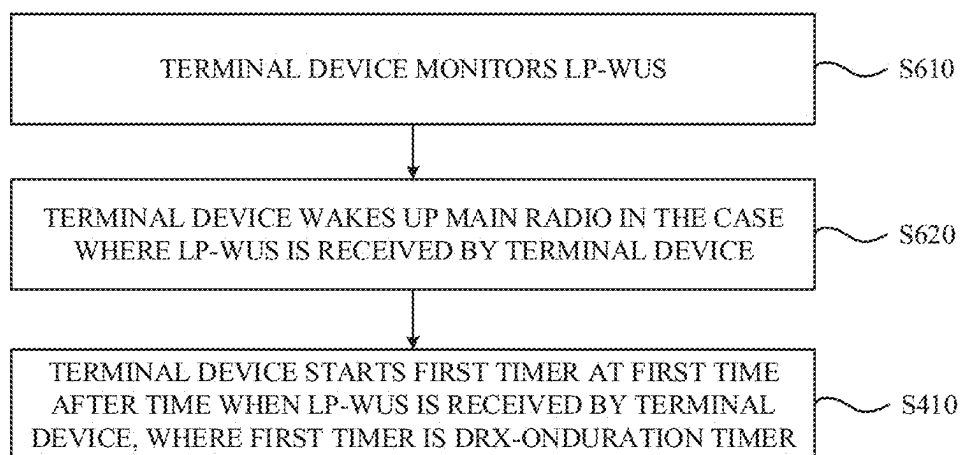 TERMINAL DEVICE MONITORS LP-WUS
S610
TERMINAL DEVICE WAKES UP MAIN RADIO IN THE CASE
WHERE LP-WUS IS RECEIVED BY TERMINAL DEVICE
S620
TERMINAL DEVICE STARTS FIRST TIMER AT FIRST TIME
AFTER TIME WHEN LP-WUS IS RECEIVED BY TERMINAL
DEVICE, WHERE FIRST TIMER IS DRX-ONDURATION TIMER
S410